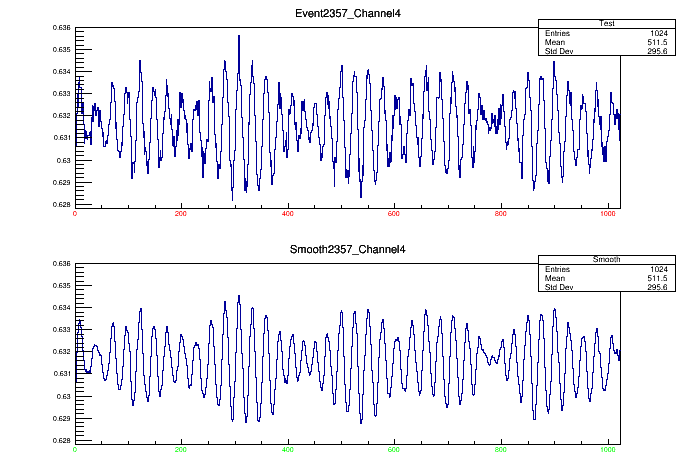 Event2357_Channel4
Test
Entries 1024
Mean 511.5
Std Dev 295.6
0.636
0.635
0.634
0.633
0.632
0.631
0.63
0.629
0.628
0 200 400 600 800 1000
Smooth2357_Channel4
Smooth
Entries 1024
Mean 511.5
Std Dev 295.6
0.636
0.635
0.634
0.633
0.632
0.631
0.63
0.629
0.628
0 200 400 600 800 1000